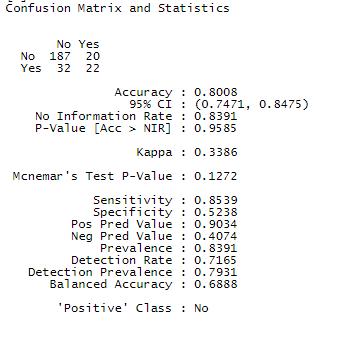 Confusion Matrix and Statistics
No Yes
No 187 20
Yes 32 22
Accuracy : 0.8008
95% CI : (0.7471, 0.8475)
No Information Rate : 0.8391
P-Value [Acc > NIR] : 0.9585
Kappa : 0.3386
Mcnemar's Test P-Value : 0.1272
Sensitivity : 0.8539
Specificity : 0.5238
Pos Pred Value : 0.9034
Neg Pred Value : 0.4074
Prevalence : 0.8391
Detection Rate : 0.7165
Detection Prevalence : 0.7931
Balanced Accuracy : 0.6888
'Positive' Class : No